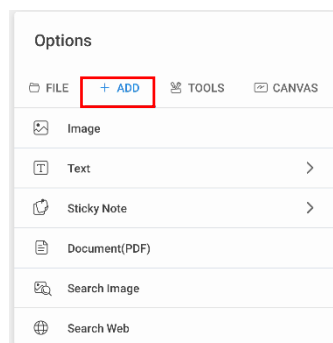 Options
FILE + ADD TOOLS CANVAS
Image
Text
Sticky Note
Document(PDF)
Search Image
Search Web